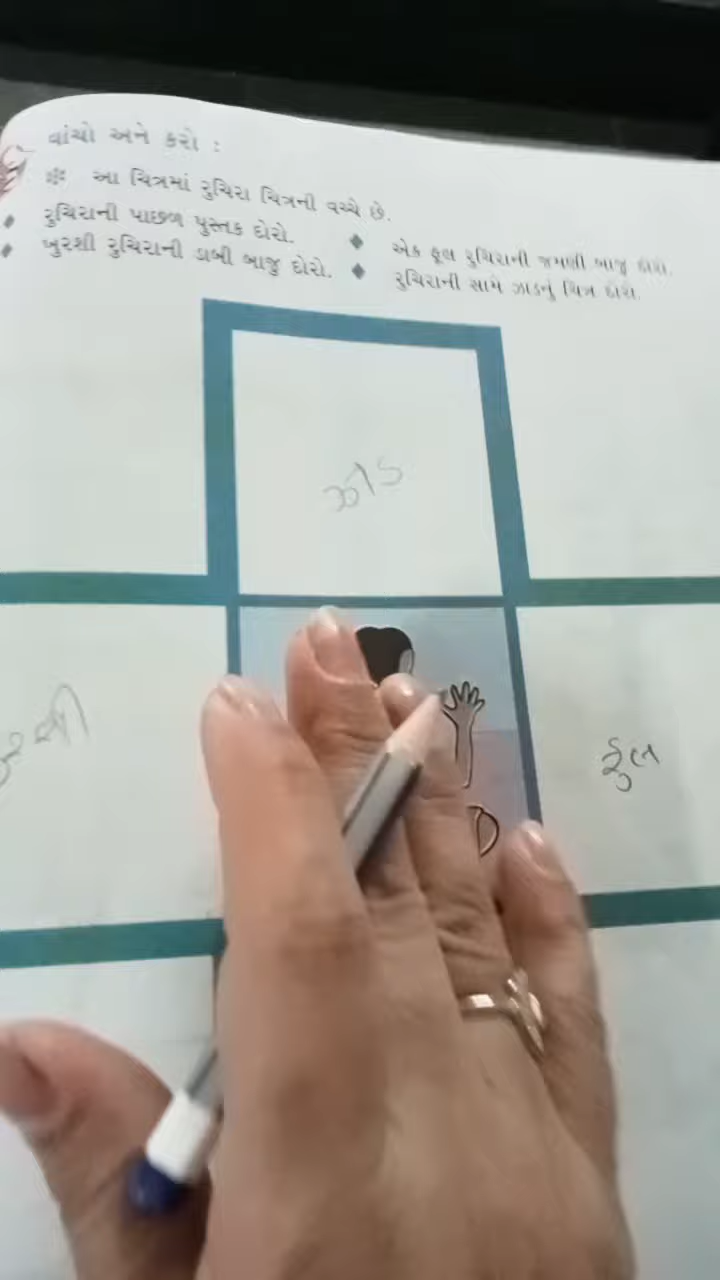 વાંચો અને કરો :
આ ચિત્રમાં રુચિરા ચિત્રની વચ્ચે છે.
રુચિરાની પાછળ પુસ્તક દોરો.
એક ફૂલ રુચિરાની જમણી બાજુ દોરો.
ખુરશી રુચિરાની ડાબી બાજુ દોરો.
રુચિરાની સામે ઝાડનું ચિત્ર દોરો.
ઝાડ
ફુલ